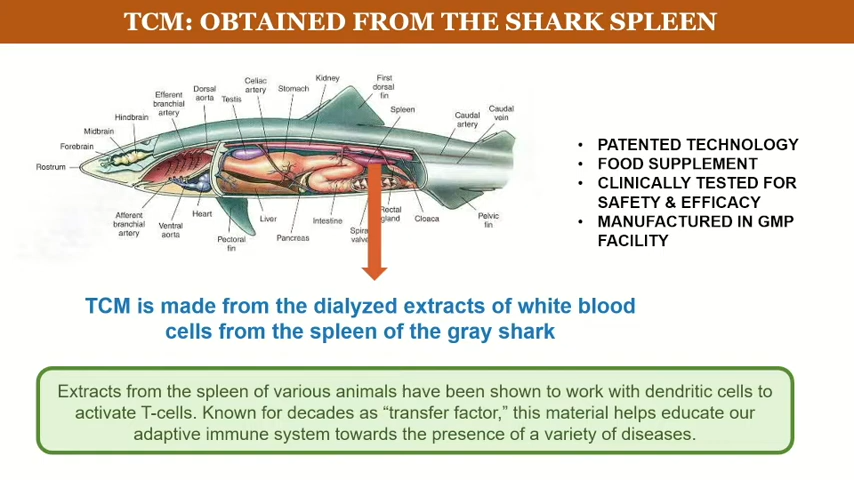 TCM: OBTAINED FROM THE SHARK SPLEEN
Rostrum
Forebrain
Midbrain
Hindbrain
Efferent
branchial
artery
Dorsal
aorta
Testis
Celiac
artery
Stomach
Kidney
First
dorsal
fin
Spleen
Caudal
artery
Caudal
vein
Afferent
branchial
artery
Ventral
aorta
Heart
Pectoral
fin
Liver
Pancreas
Intestine
Spiral
valve
Rectal
gland
Cloaca
Pelvic
fin
• PATENTED TECHNOLOGY
• FOOD SUPPLEMENT
• CLINICALLY TESTED FOR
SAFETY & EFFICACY
• MANUFACTURED IN GMP
FACILITY
TCM is made from the dialyzed extracts of white blood
cells from the spleen of the gray shark
Extracts from the spleen of various animals have been shown to work with dendritic cells to
activate T-cells. Known for decades as “transfer factor,” this material helps educate our
adaptive immune system towards the presence of a variety of diseases.